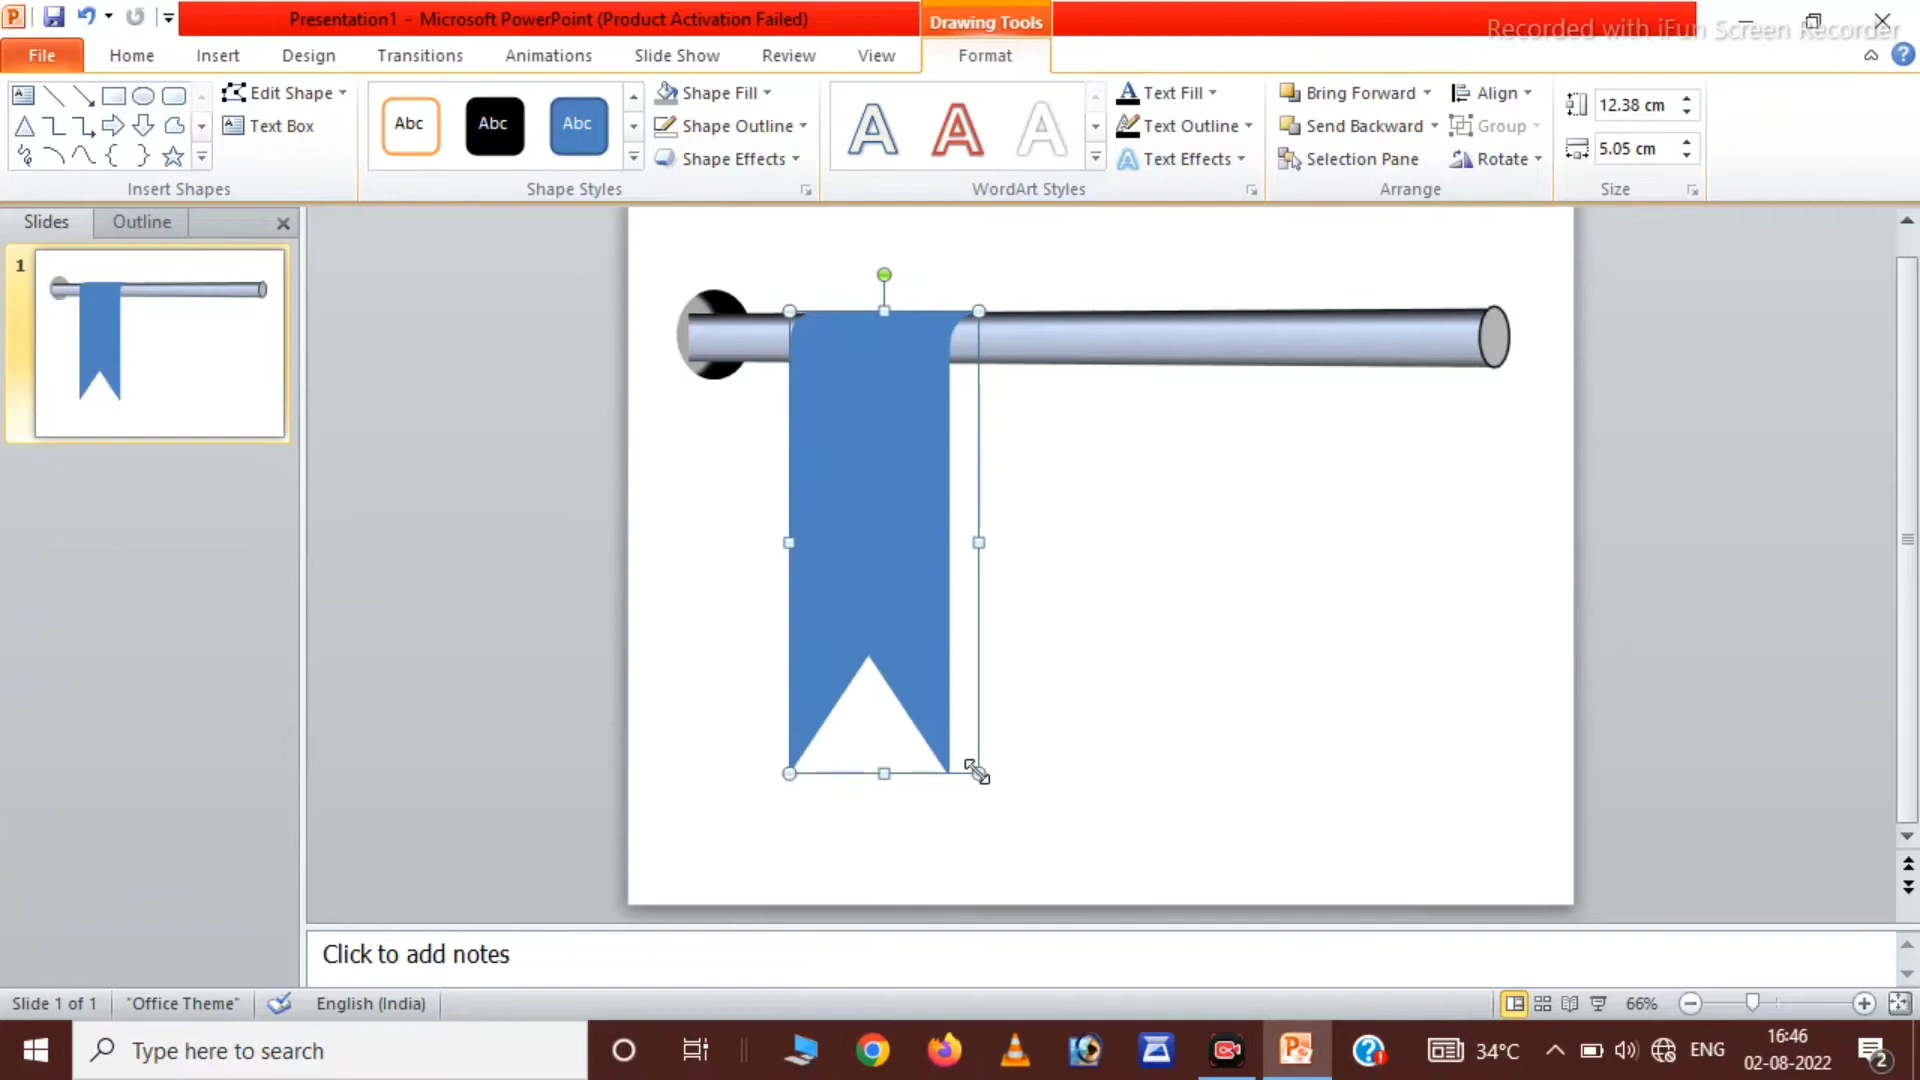 Presentation1 - Microsoft PowerPoint (Product Activation Failed)
Drawing Tools
Recorded with iFun Screen Recorder
File
Home
Insert
Design
Transitions
Animations
Slide Show
Review
View
Format
Edit Shape
Text Box
Insert Shapes
Abc
Abc
Abc
Shape Fill
Shape Outline
Shape Effects
Shape Styles
A
A
A
Text Fill
Text Outline
Text Effects
WordArt Styles
Bring Forward
Send Backward
Selection Pane
Align
Group
Rotate
Arrange
12.38 cm
5.05 cm
Size
Slides
Outline
1
Click to add notes
Slide 1 of 1
"Office Theme"
English (India)
66%
Type here to search
34°C
ENG
16:46
02-08-2022
2